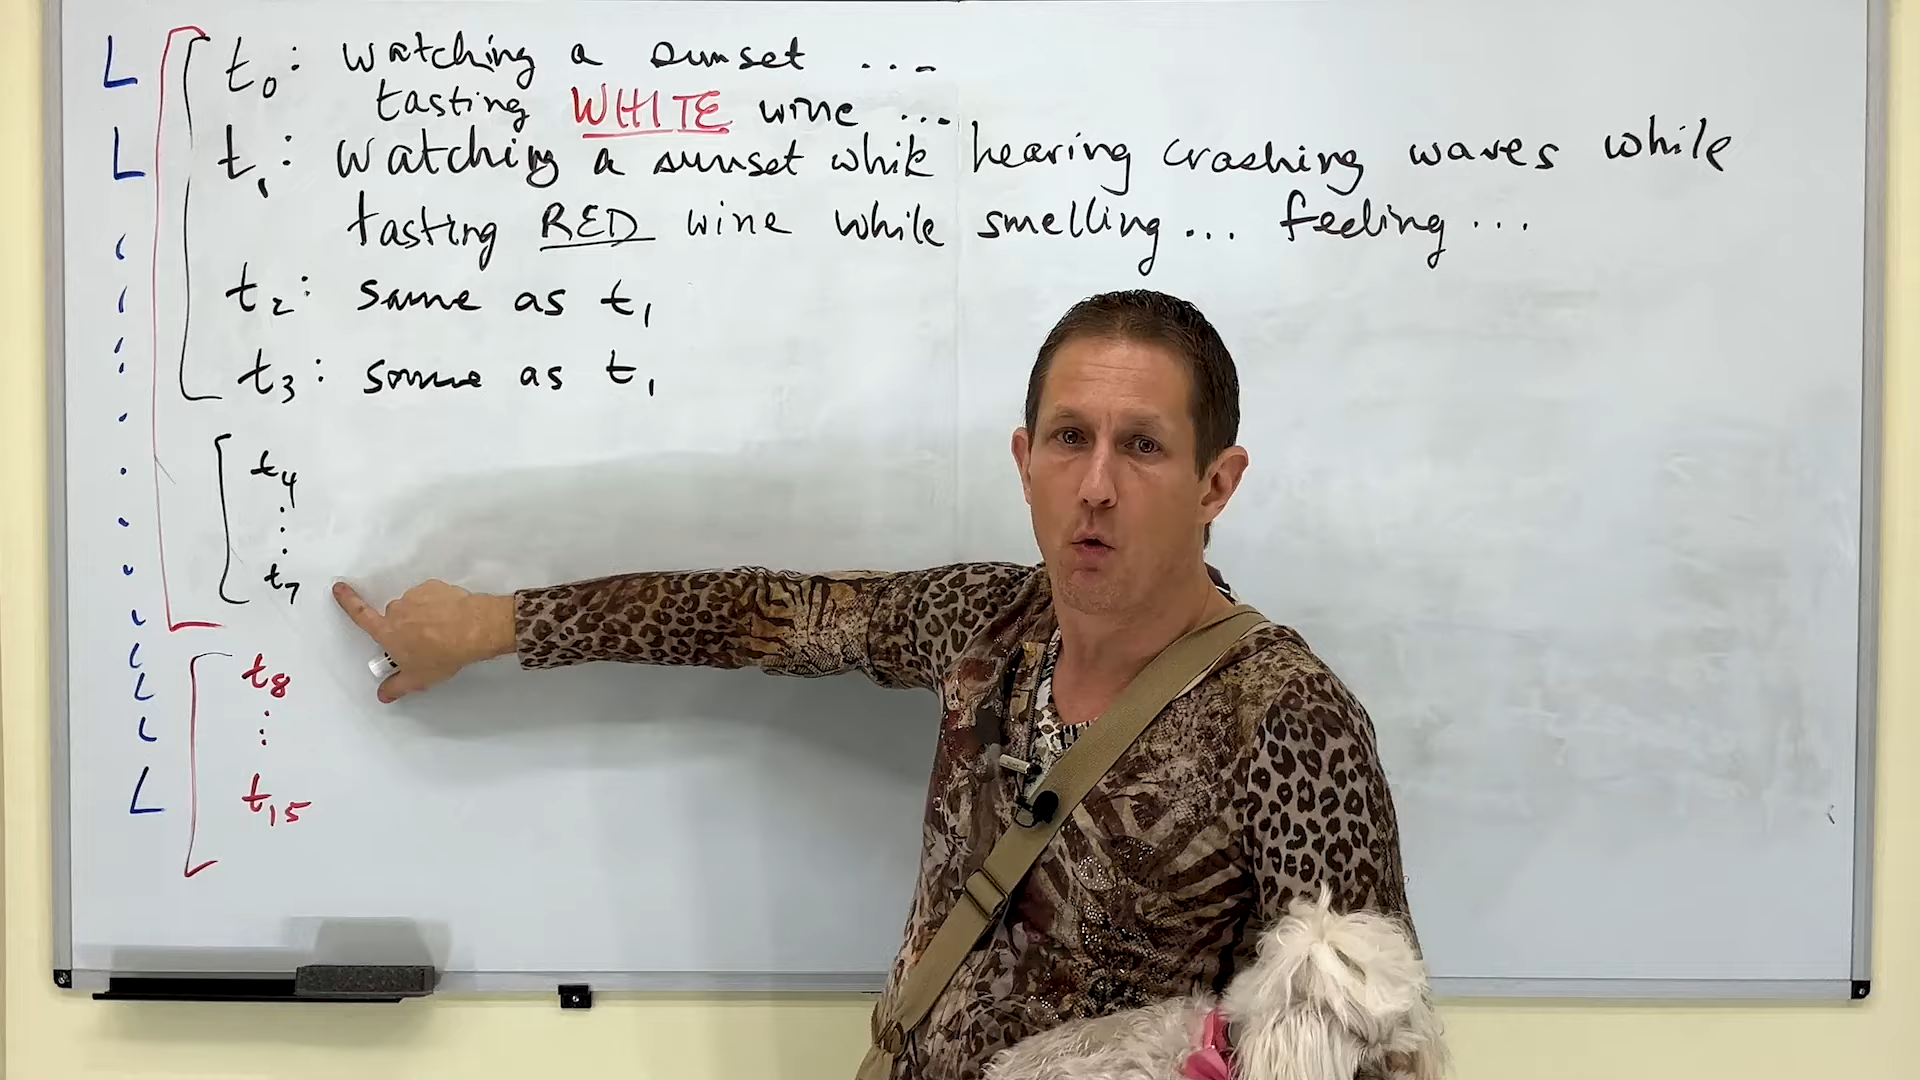 L t0: watching a sunset ...
tasting WHITE wine ...
L t1: watching a sunset while hearing crashing waves while
tasting RED wine while smelling... feeling...
t2: same as t1
t3: same as t1
t4
⋮
t7
L
t8
L
⋮
L
L t15